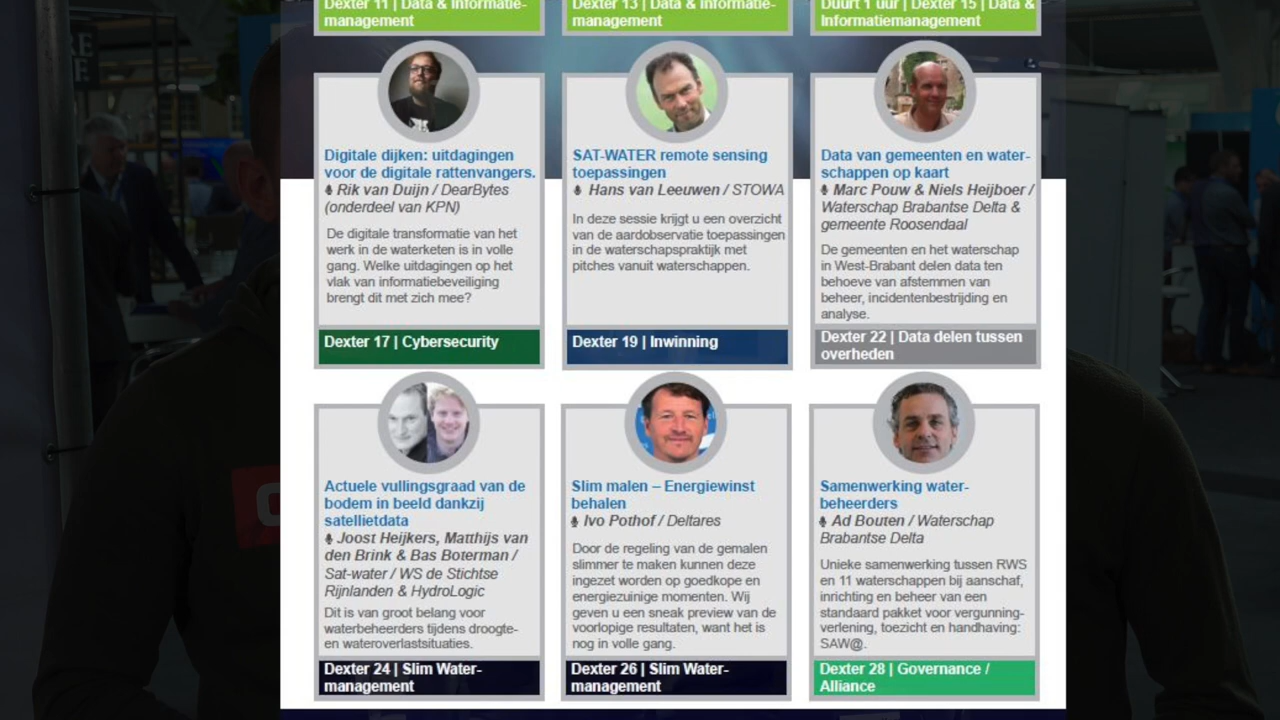 Dexter 11 | Data & Informatie-
management
Dexter 13 | Data & Informatie-
management
Duurt 1 uur | Dexter 15 | Data &
Informatiemanagement
Digitale dijken: uitdagingen
voor de digitale rattenvangers.
Rik van Duijn / DearBytes
(onderdeel van KPN)
De digitale transformatie van het
werk in de waterketen is in volle
gang. Welke uitdagingen op het
vlak van informatiebeveiliging
brengt dit met zich mee?
Dexter 17 | Cybersecurity
SAT-WATER remote sensing
toepassingen
Hans van Leeuwen / STOWA
In deze sessie krijgt u een overzicht
van de aardobservatie toepassingen
in de waterschapspraktijk met
pitches vanuit waterschappen.
Dexter 19 | Inwinning
Data van gemeenten en water-
schappen op kaart
Marc Pouw & Niels Heijboer /
Waterschap Brabantse Delta &
gemeente Roosendaal
De gemeenten en het waterschap
in West-Brabant delen data ten
behoeve van afstemmen van
beheer, incidentenbestrijding en
analyse.
Dexter 22 | Data delen tussen
overheden
Actuele vullingsgraad van de
bodem in beeld dankzij
satellietdata
Joost Heijkers, Matthijs van
den Brink & Bas Boterman /
Sat-water / WS de Stichtse
Rijnlanden & HydroLogic
Dit is van groot belang voor
waterbeheerders tijdens droogte-
en wateroverlastsituaties.
Dexter 24 | Slim Water-
management
Slim malen – Energiewinst
behalen
Ivo Pothof / Deltares
Door de regeling van de gemalen
slimmer te maken kunnen deze
ingezet worden op goedkope en
energiezuinige momenten. Wij
geven u een sneak preview van de
voorlopige resultaten, want het is
nog in volle gang.
Dexter 26 | Slim Water-
management
Samenwerking water-
beheerders
Ad Bouten / Waterschap
Brabantse Delta
Unieke samenwerking tussen RWS
en 11 waterschappen bij aanschaf,
inrichting en beheer van een
standaard pakket voor vergunning-
verlening, toezicht en handhaving:
SAW@.
Dexter 28 | Governance /
Alliance